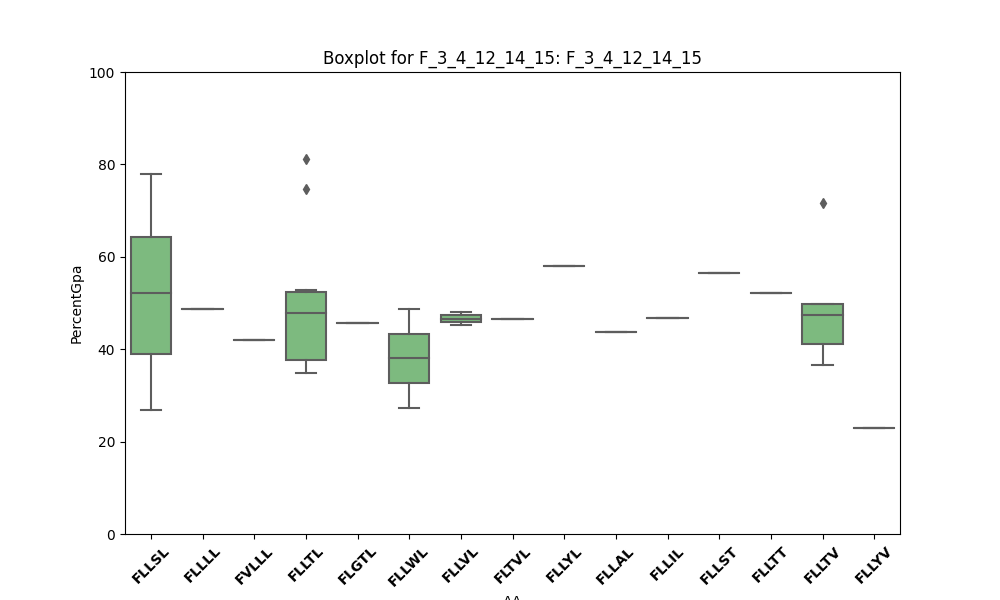 Boxplot for F_3_4_12_14_15: F_3_4_12_14_15
100
80
60
40
20
0
PercentGpa
FLLSL
FLLLL
FVLLL
FLLTL
FLGTL
FLLWL
FLLVL
FLTVL
FLLYL
FLLAL
FLLIL
FLLST
FLLTT
FLLTV
FLLYV
AA